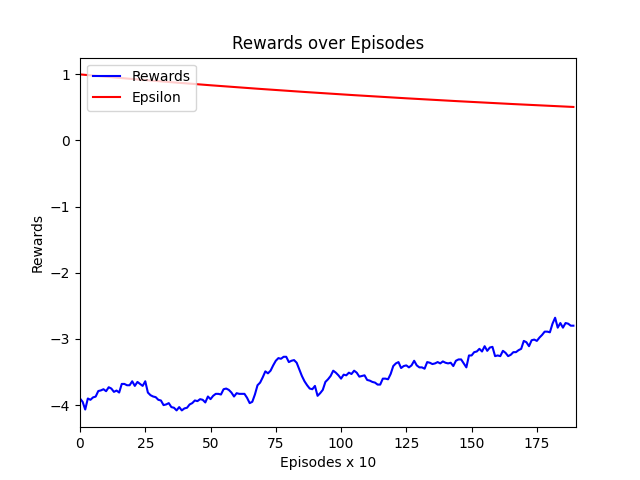 Rewards over Episodes
Rewards
Epsilon
1
0
−1
−2
−3
−4
Rewards
0 25 50 75 100 125 150 175
Episodes x 10